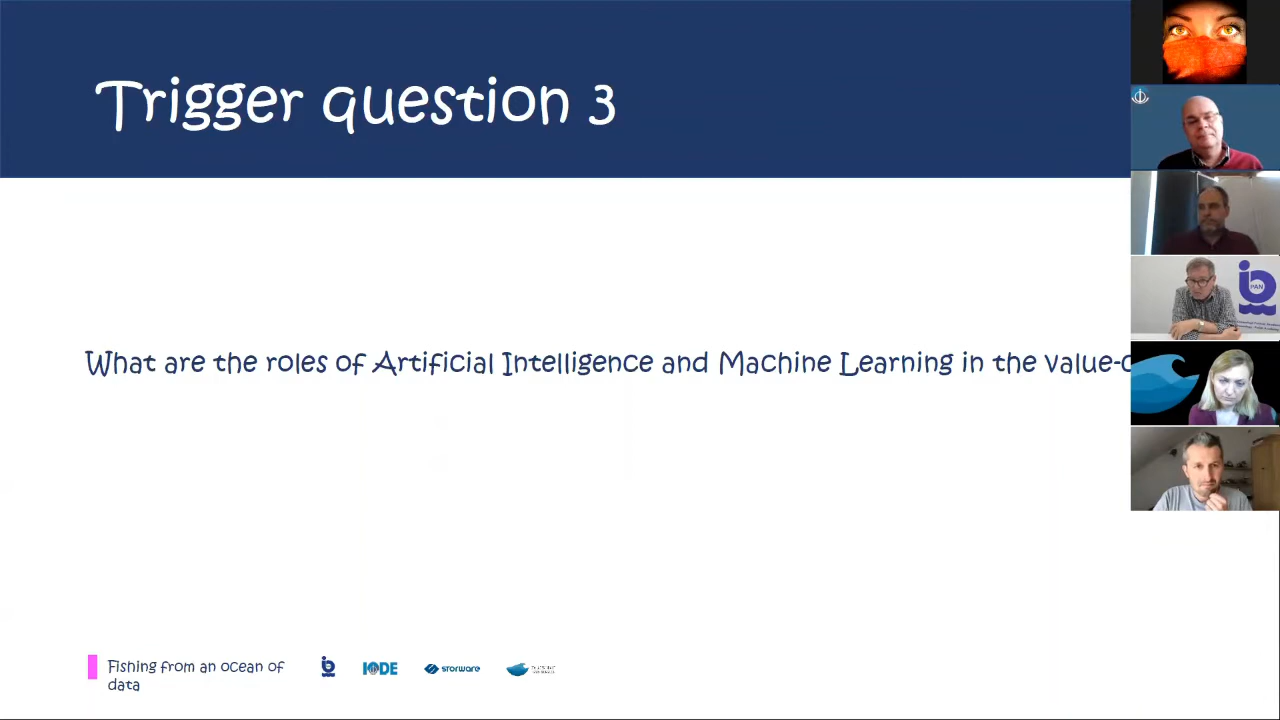 Trigger question 3
What are the roles of Artificial Intelligence and Machine Learning in the value-
PAN
Fishing from an ocean of
data
IODE
STORWARE